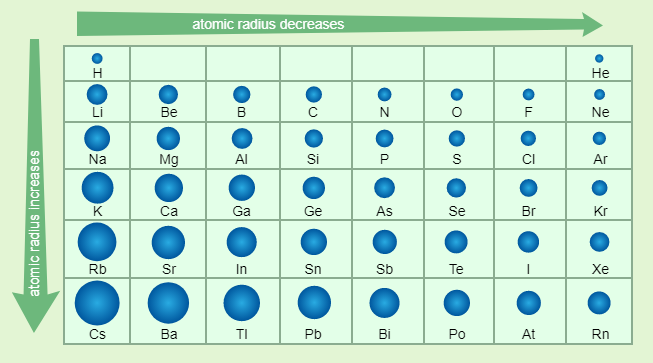 atomic radius decreases
atomic radius increases
H He
Li Be B C N O F Ne
Na Mg Al Si P S Cl Ar
K Ca Ga Ge As Se Br Kr
Rb Sr In Sn Sb Te I Xe
Cs Ba Tl Pb Bi Po At Rn